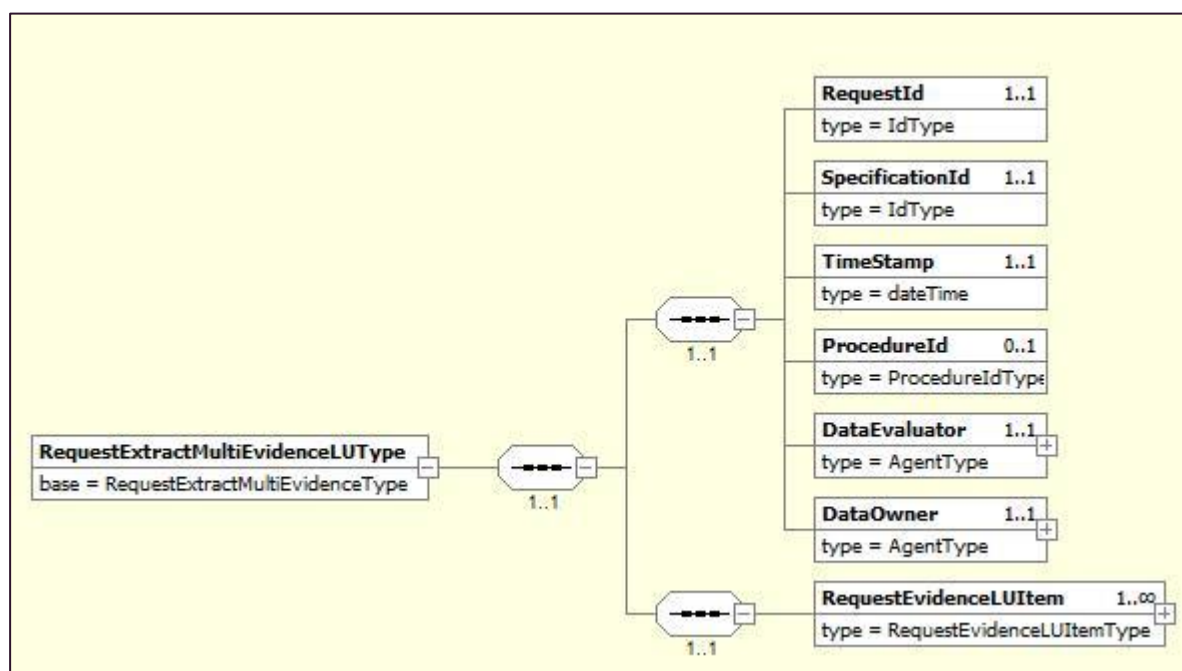 RequestId 1..1
type = IdType
SpecificationId 1..1
type = IdType
TimeStamp 1..1
type = dateTime
1..1
ProcedureId 0..1
type = ProcedureIdType
DataEvaluator 1..1
type = AgentType
RequestExtractMultiEvidenceLUType
base = RequestExtractMultiEvidenceType
1..1
DataOwner 1..1
type = AgentType
RequestEvidenceLUItem 1..∞
type = RequestEvidenceLUItemType
1..1